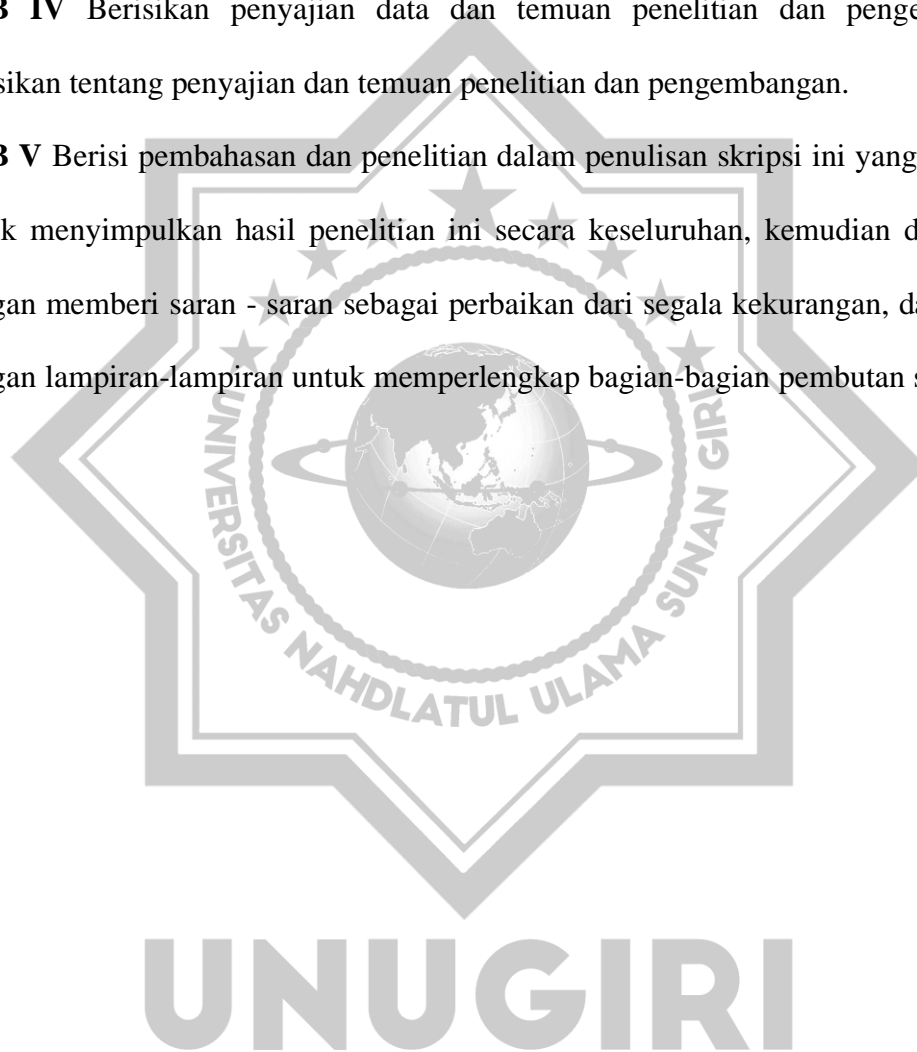 B IV Berisikan penyajian data dan temuan penelitian dan penge
sikan tentang penyajian dan temuan penelitian dan pengembangan.
B V Berisi pembahasan dan penelitian dalam penulisan skripsi ini yang
k menyimpulkan hasil penelitian ini secara keseluruhan, kemudian d
gan memberi saran - saran sebagai perbaikan dari segala kekurangan, da
gan lampiran-lampiran untuk memperlengkap bagian-bagian pembutan s
UNIVERSITAS NAHDLATUL ULAMA SUNAN GIRI
UNUGIRI